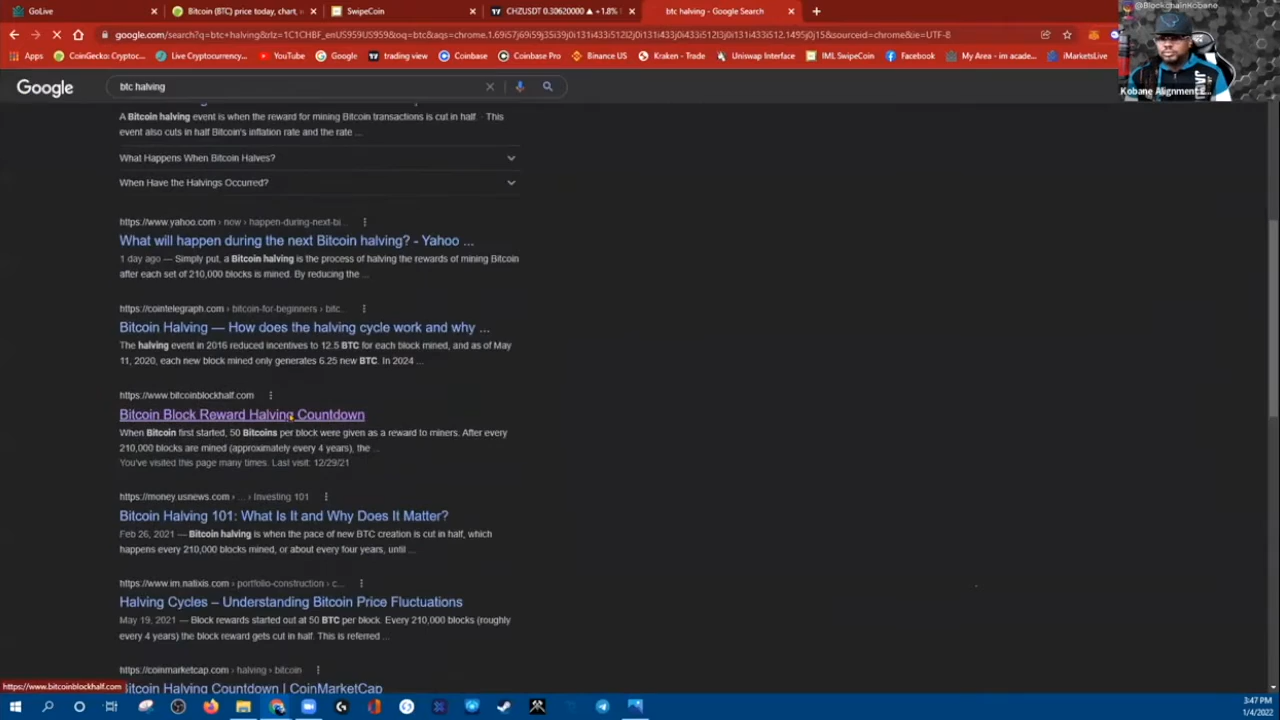 GoLive
Bitcoin (BTC) price today, chart,
SwipeCoin
CHZUSDT 0.30620000 ▲ +1.8%
btc halving - Google Search
@BlockchainKobane
google.com/search?q=btc+halving&rlz=1C1CHBF_enUS959US959&oq=btc&aqs=chrome.
Apps
CoinGecko: Cryptoc...
Live Cryptocurrency...
YouTube
Google
trading view
Coinbase
Coinbase Pro
Binance US
Kraken - Trade
Uniswap Interface
IML SwipeCoin
Facebook
My Area - im acade...
iMarketsLive
Kobane Alignment
Google
btc halving
A Bitcoin halving event is when the reward for mining Bitcoin transactions is cut in half. · This
event also cuts in half Bitcoin's inflation rate and the rate ...
What Happens When Bitcoin Halves?
When Have the Halvings Occurred?
https://www.yahoo.com › now › happen-during-next-bi...
What will happen during the next Bitcoin halving? - Yahoo ...
1 day ago — Simply put, a Bitcoin halving is the process of halving the rewards of mining Bitcoin
after each set of 210,000 blocks is mined. By reducing the ...
https://cointelegraph.com › bitcoin-for-beginners › bitc...
Bitcoin Halving — How does the halving cycle work and why ...
The halving event in 2016 reduced incentives to 12.5 BTC for each block mined, and as of May
11, 2020, each new block mined only generates 6.25 new BTC. In 2024 ...
https://www.bitcoinblockhalf.com
Bitcoin Block Reward Halving Countdown
When Bitcoin first started, 50 Bitcoins per block were given as a reward to miners. After every
210,000 blocks are mined (approximately every 4 years), the ...
You've visited this page many times. Last visit: 12/29/21
https://money.usnews.com › ... › Investing 101
Bitcoin Halving 101: What Is It and Why Does It Matter?
Feb 26, 2021 — Bitcoin halving is when the pace of new BTC creation is cut in half, which
happens every 210,000 blocks mined, or about every four years, until ...
https://www.im.natixis.com › portfolio-construction › c...
Halving Cycles – Understanding Bitcoin Price Fluctuations
May 19, 2021 — Block rewards started out at 50 BTC per block. Every 210,000 blocks (roughly
every 4 years) the block reward gets cut in half. This is referred ...
https://coinmarketcap.com › halving › bitcoin
Bitcoin Halving Countdown | CoinMarketCap
https://www.bitcoinblockhalf.com
3:47 PM
1/4/2022